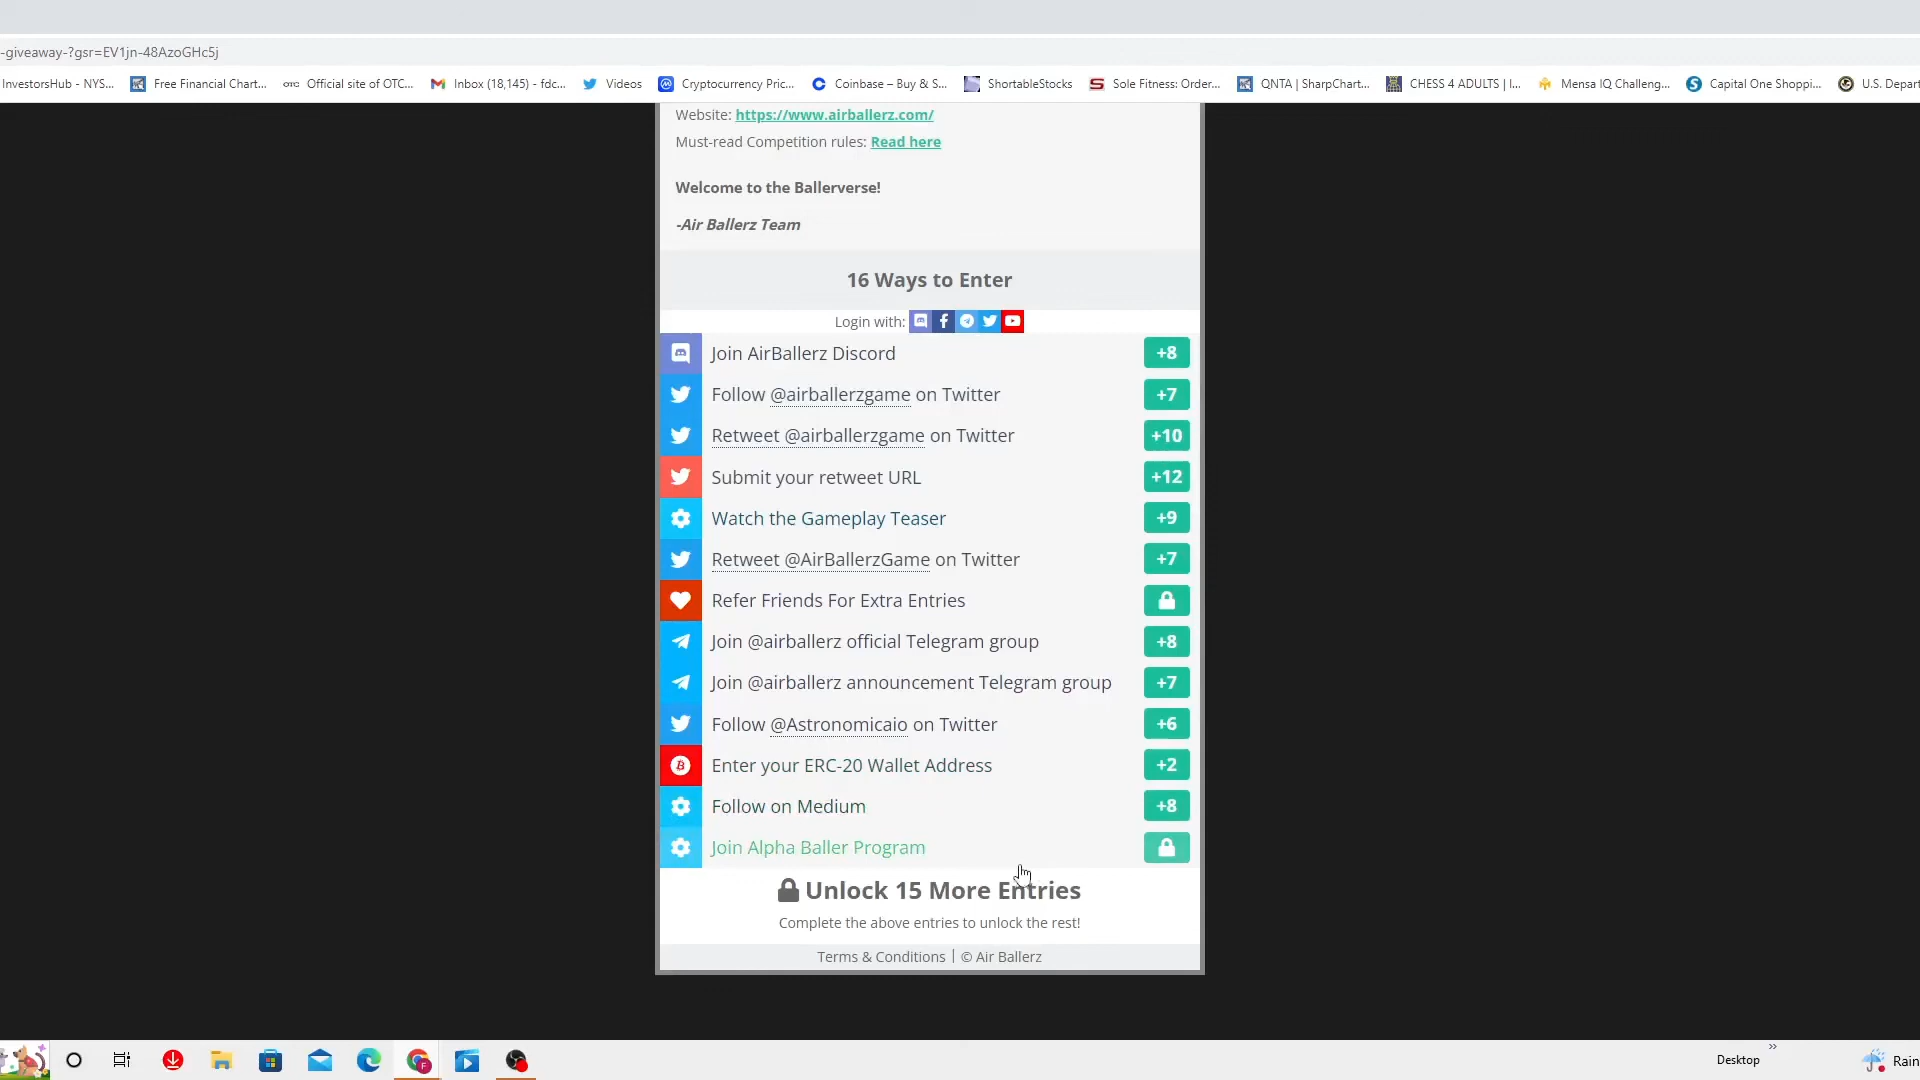 -giveaway-?gsr=EV1jn-48AzoGHc5j
InvestorsHub - NYS... Free Financial Chart... OTC Official site of OTC... Inbox (18,145) - fdc... Videos Cryptocurrency Pric... Coinbase – Buy & S... ShortableStocks Sole Fitness: Order... QNTA | SharpChart... CHESS 4 ADULTS | I... Mensa IQ Challeng... Capital One Shoppi... U.S. Depart
Website: https://www.airballerz.com/
Must-read Competition rules: Read here
Welcome to the Ballerverse!
-Air Ballerz Team
16 Ways to Enter
Login with:
Join AirBallerz Discord +8
Follow @airballerzgame on Twitter +7
Retweet @airballerzgame on Twitter +10
Submit your retweet URL +12
Watch the Gameplay Teaser +9
Retweet @AirBallerzGame on Twitter +7
Refer Friends For Extra Entries
Join @airballerz official Telegram group +8
Join @airballerz announcement Telegram group +7
Follow @Astronomicaio on Twitter +6
Enter your ERC-20 Wallet Address +2
Follow on Medium +8
Join Alpha Baller Program
Unlock 15 More Entries
Complete the above entries to unlock the rest!
Terms & Conditions | © Air Ballerz
Desktop » Rain